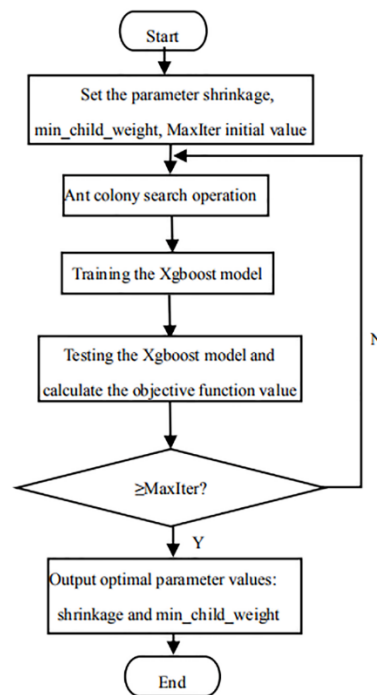 Start
Set the parameter shrinkage,
min_child_weight, MaxIter initial value
Ant colony search operation
Training the Xgboost model
Testing the Xgboost model and
calculate the objective function value
≥MaxIter?
N
Y
Output optimal parameter values:
shrinkage and min_child_weight
End